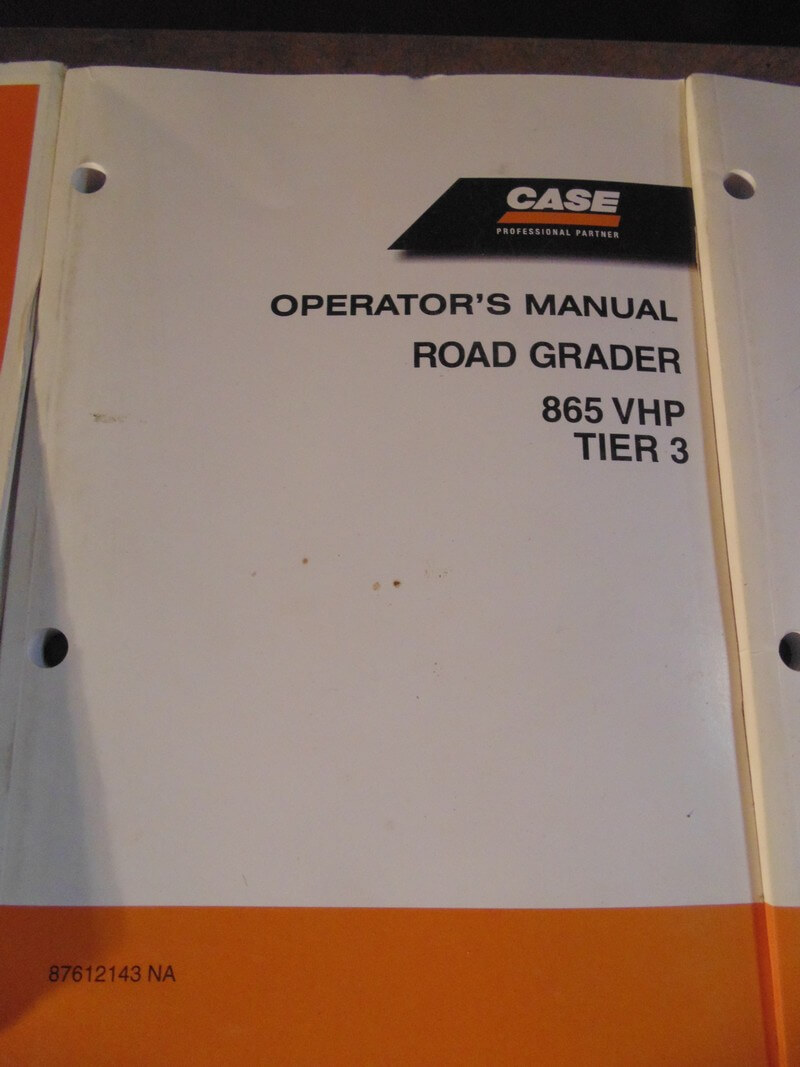 CASE
PROFESSIONAL PARTNER
OPERATOR'S MANUAL
ROAD GRADER
865 VHP
TIER 3
87612143 NA